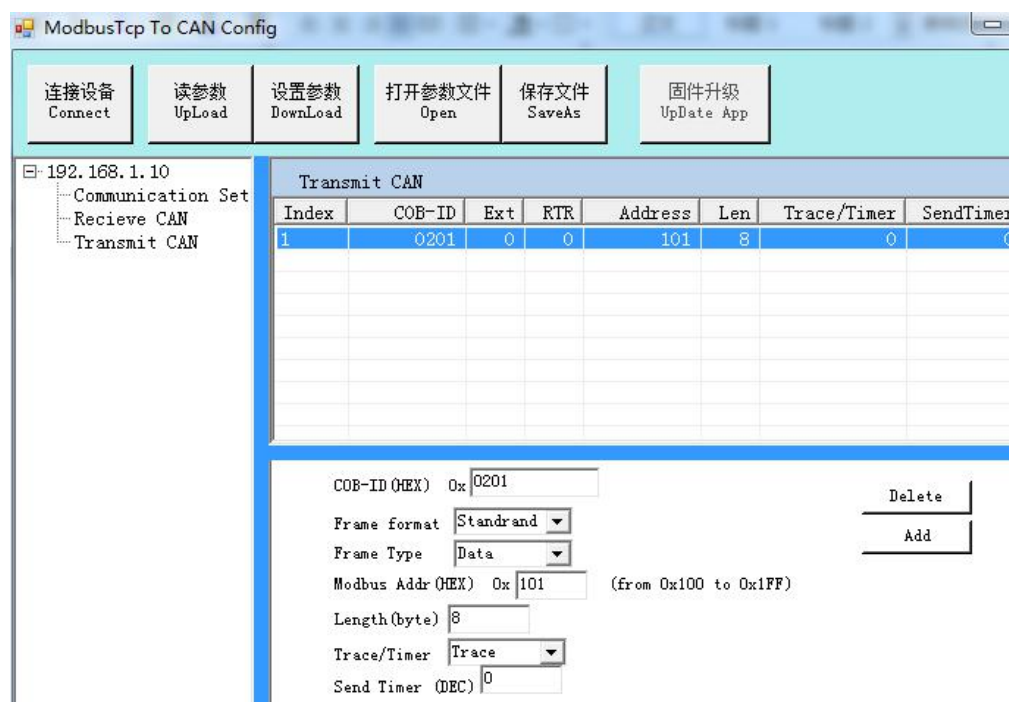 ModbusTcp To CAN Config
连接设备 读参数 设置参数 打开参数文件 保存文件 固件升级
Connect UpLoad DownLoad Open SaveAs UpDate App
192.168.1.10
Communication Set
Recieve CAN
Transmit CAN
Transmit CAN
Index COB-ID Ext RTR Address Len Trace/Timer SendTimer
1 0201 0 0 101 8 0
COB-ID(HEX) 0x 0201
Delete
Frame format Standrand
Add
Frame Type Data
Modbus Addr(HEX) 0x 101 (from 0x100 to 0x1FF)
Length(byte) 8
Trace/Timer Trace
Send Timer (DEC) 0